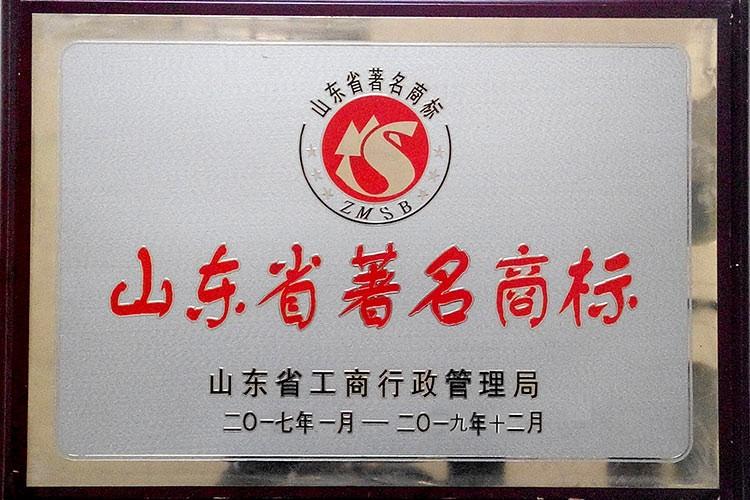 山东省著名商标
ZMSB
山东省著名商标
山东省工商行政管理局
二〇一七年一月—二〇一九年十二月